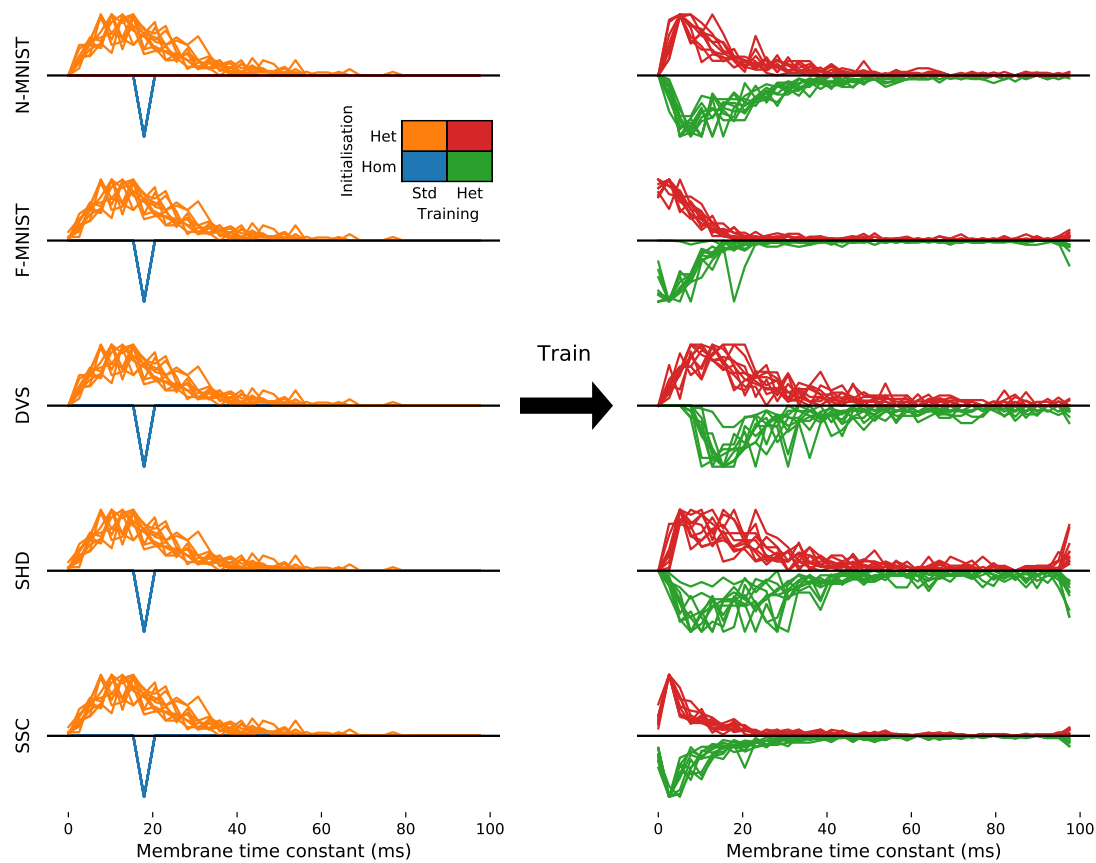 N-MNIST
Initialisation
Het
Hom
Std Het
Training
F-MNIST
DVS
Train
SHD
SSC
0 20 40 60 80 100
Membrane time constant (ms)
0 20 40 60 80 100
Membrane time constant (ms)